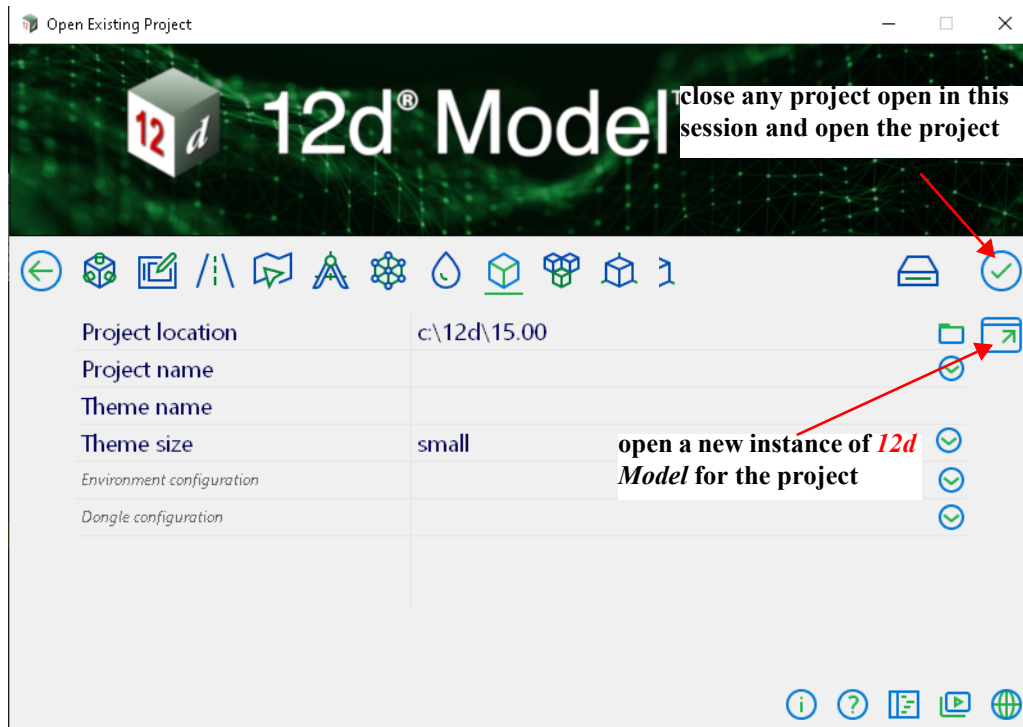 Open Existing Project
12 d 12d® Model™
close any project open in this
session and open the project
Project location c:\12d\15.00
Project name
Theme name
Theme size small
open a new instance of 12d
Model for the project
Environment configuration
Dongle configuration